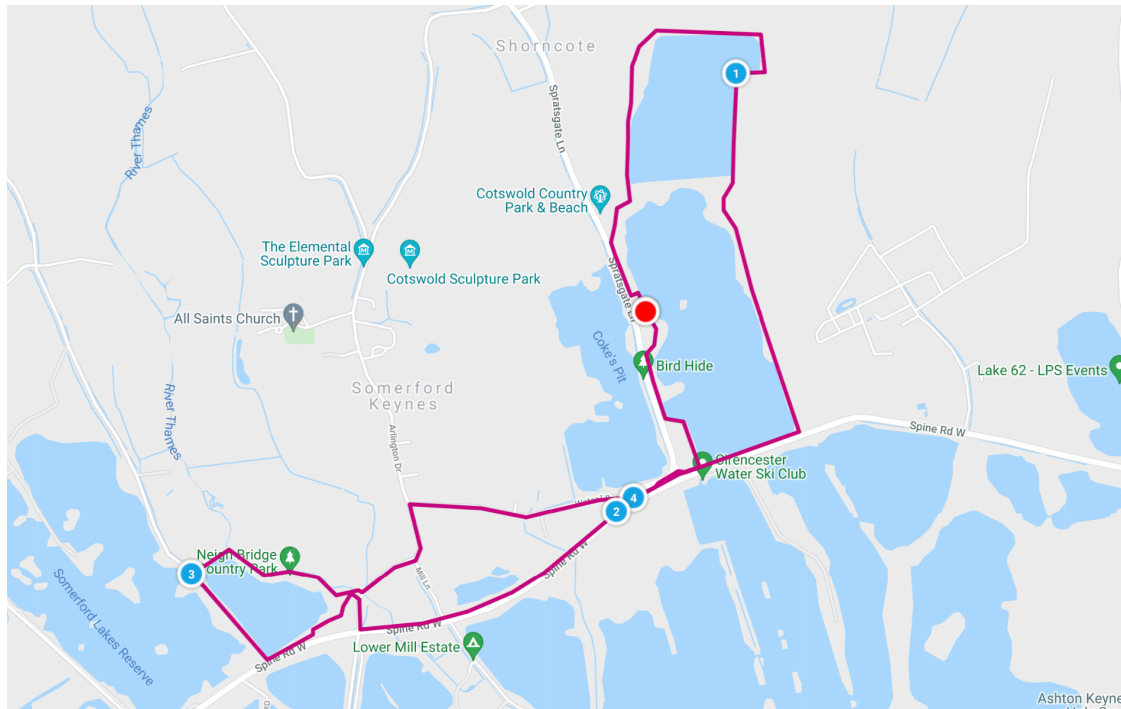 Shorncote
1
River Thames
Spratsgate Ln
Cotswold Country
Park & Beach
The Elemental
Sculpture Park
Cotswold Sculpture Park
Spratsgate Ln
All Saints Church
Coke's Pit
Bird Hide
Lake 62 - LPS Events
Somerford
Keynes
River Thames
Arlington Dr
Spine Rd W
Cirencester
Water Ski Club
4
2
Water Ln
Spine Rd W
Neigh Bridge
Country Park
3
Mill Ln
Somerford Lakes Reserve
Spine Rd W
Spine Rd W
Lower Mill Estate
Ashton Keyne